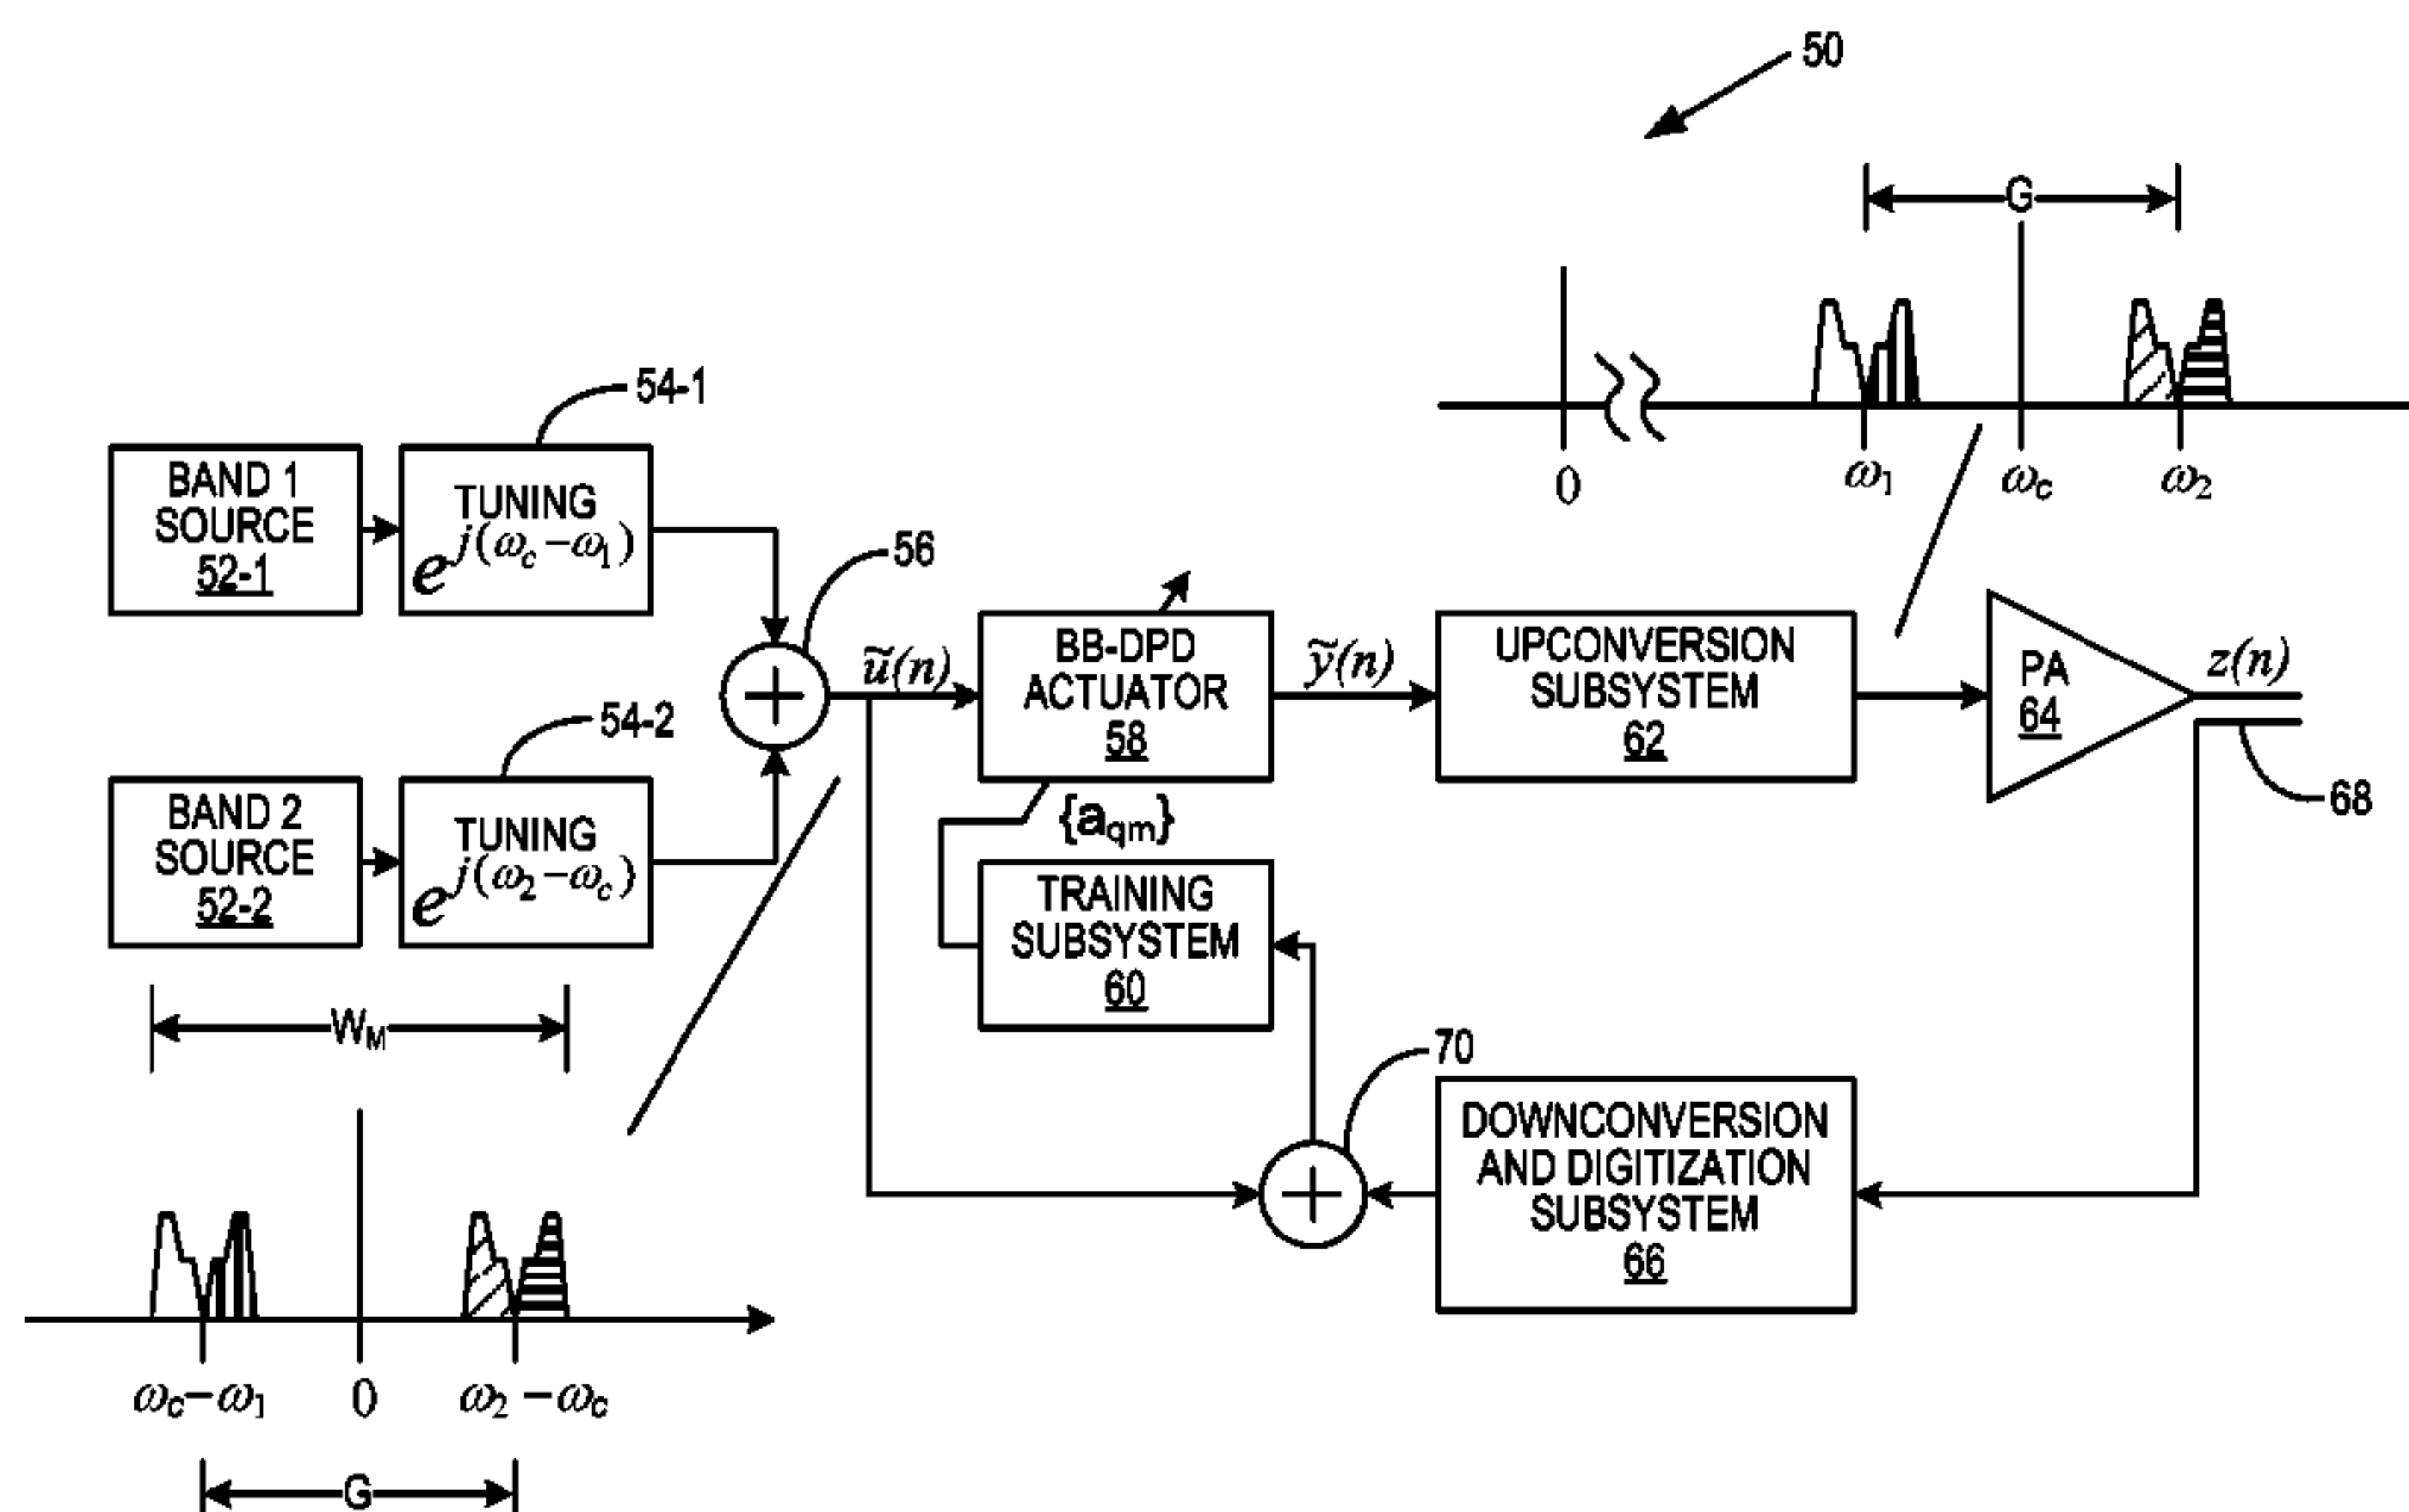 50
G
0
ω1
ωc
ω2
54-1
BAND 1
SOURCE
52-1
TUNING
e^j(ωc−ω1)
56
54-2
BAND 2
SOURCE
52-2
TUNING
e^j(ω2−ωc)
ũ(n)
BB-DPD
ACTUATOR
58
ỹ(n)
UPCONVERSION
SUBSYSTEM
62
PA
64
z(n)
68
{aqm}
TRAINING
SUBSYSTEM
60
70
DOWNCONVERSION
AND DIGITIZATION
SUBSYSTEM
66
WM
ωc−ω1
0
ω2−ωc
G